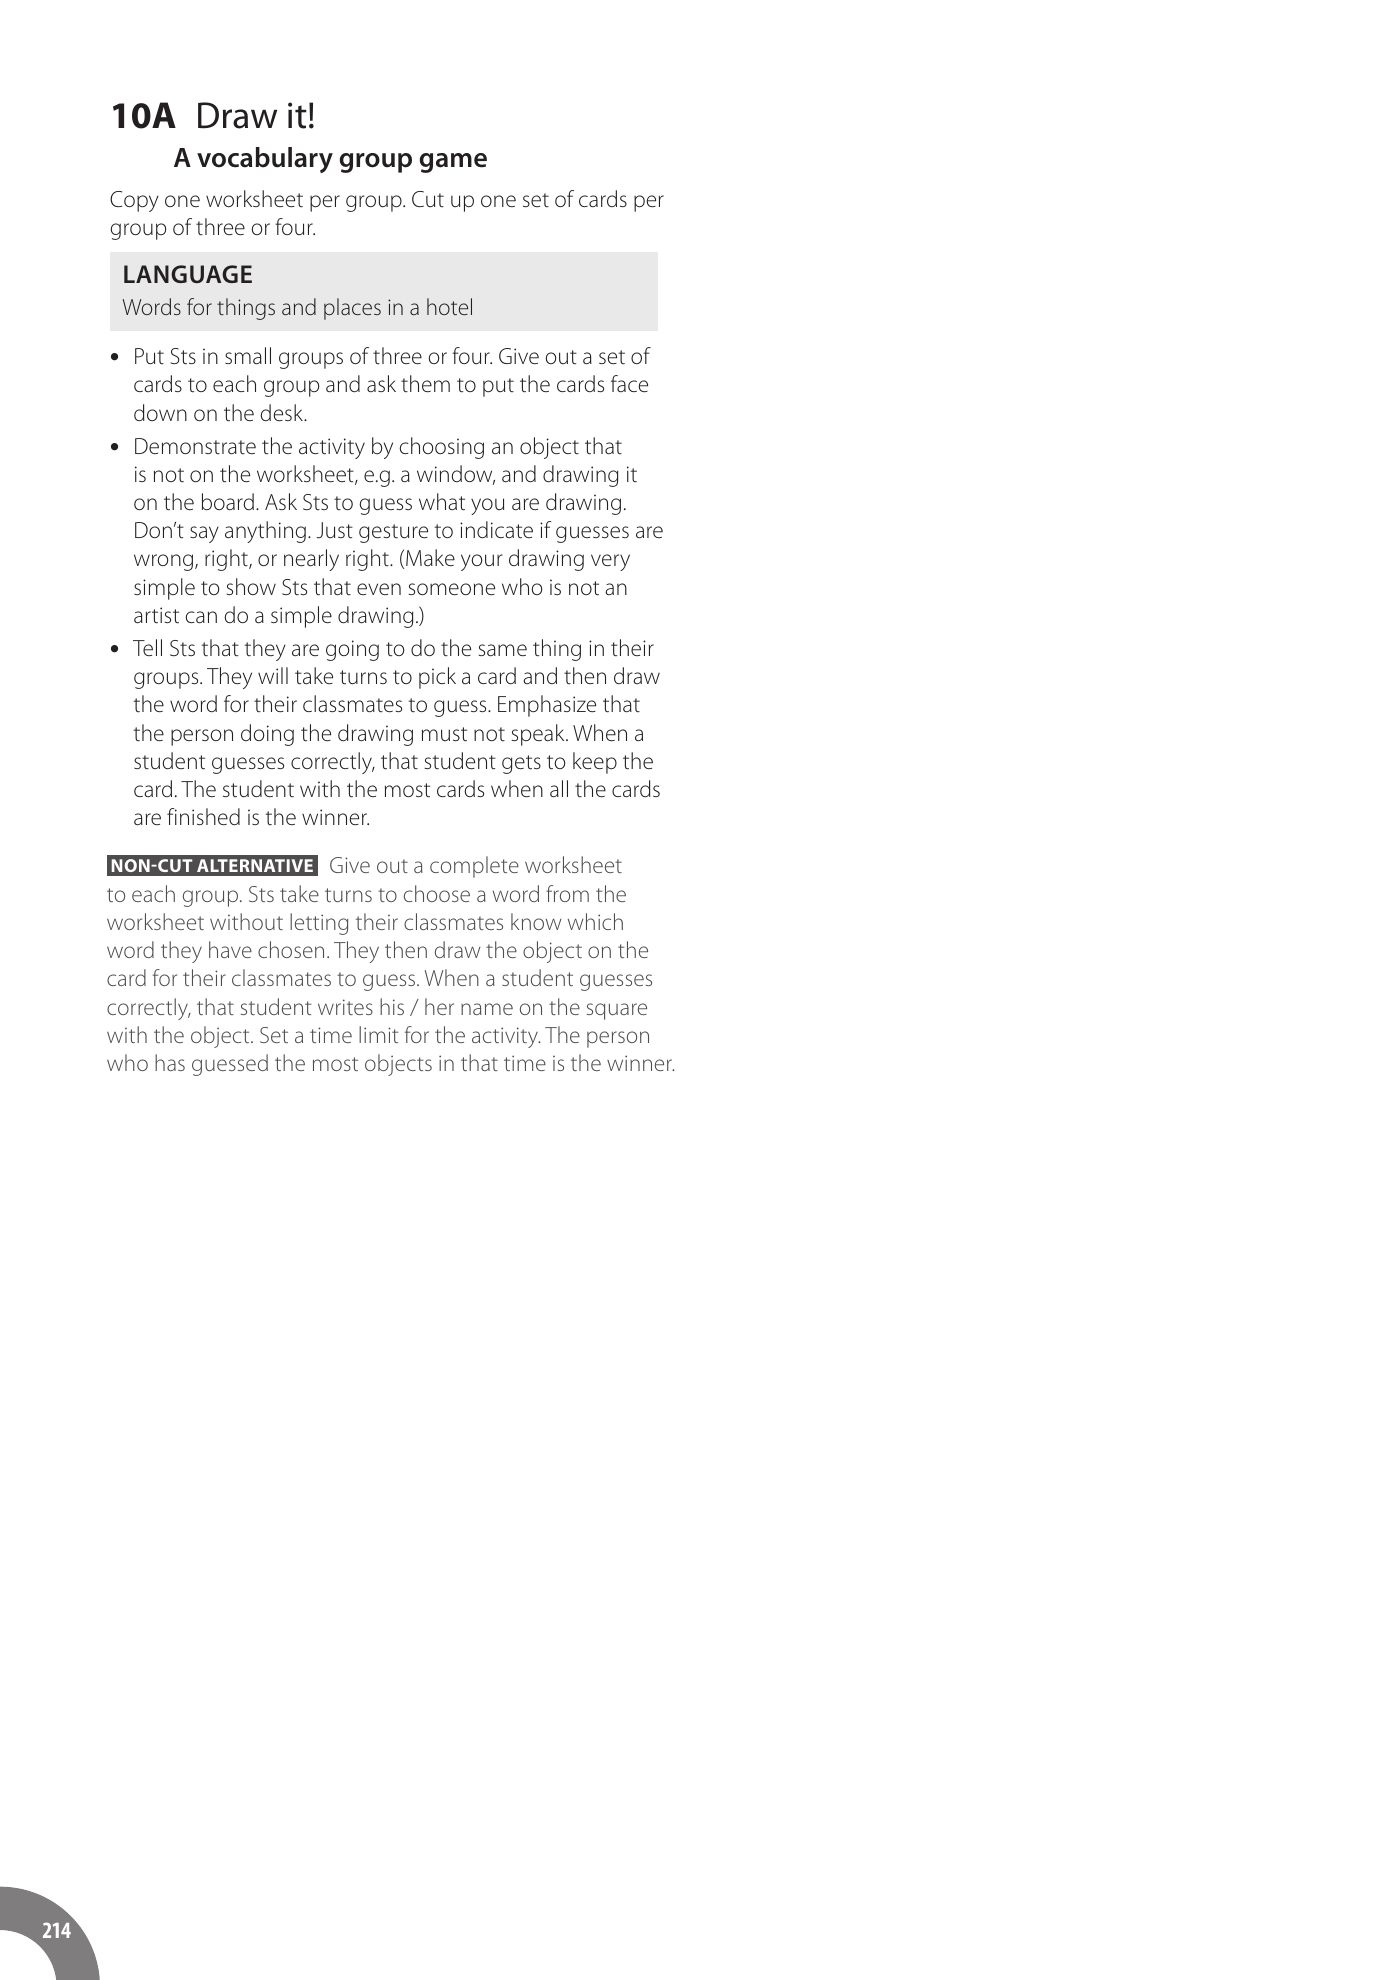 10A Draw it!
A vocabulary group game
Copy one worksheet per group. Cut up one set of cards per
group of three or four.
LANGUAGE
Words for things and places in a hotel
• Put Sts in small groups of three or four. Give out a set of
cards to each group and ask them to put the cards face
down on the desk.
• Demonstrate the activity by choosing an object that
is not on the worksheet, e.g. a window, and drawing it
on the board. Ask Sts to guess what you are drawing.
Don’t say anything. Just gesture to indicate if guesses are
wrong, right, or nearly right. (Make your drawing very
simple to show Sts that even someone who is not an
artist can do a simple drawing.)
• Tell Sts that they are going to do the same thing in their
groups. They will take turns to pick a card and then draw
the word for their classmates to guess. Emphasize that
the person doing the drawing must not speak. When a
student guesses correctly, that student gets to keep the
card. The student with the most cards when all the cards
are finished is the winner.
NON-CUT ALTERNATIVE Give out a complete worksheet
to each group. Sts take turns to choose a word from the
worksheet without letting their classmates know which
word they have chosen. They then draw the object on the
card for their classmates to guess. When a student guesses
correctly, that student writes his / her name on the square
with the object. Set a time limit for the activity. The person
who has guessed the most objects in that time is the winner.
214